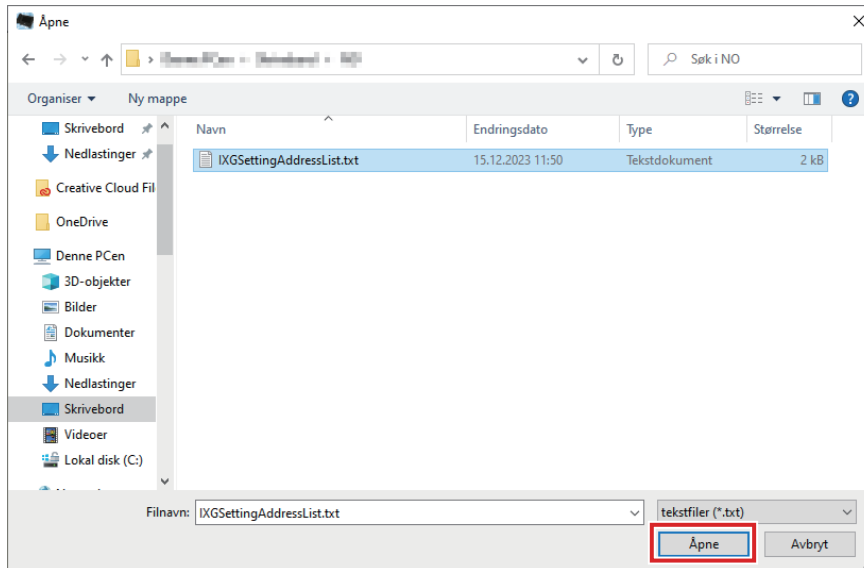 Åpne
Søk i NO
Organiser
Ny mappe
Navn
Endringsdato
Type
Størrelse
IXGSettingAddressList.txt
15.12.2023 11:50
Tekstdokument
2 kB
Skrivebord
Nedlastinger
Creative Cloud Fil
OneDrive
Denne PCen
3D-objekter
Bilder
Dokumenter
Musikk
Nedlastinger
Skrivebord
Videoer
Lokal disk (C:)
Filnavn:
IXGSettingAddressList.txt
tekstfiler (*.txt)
Åpne
Avbryt